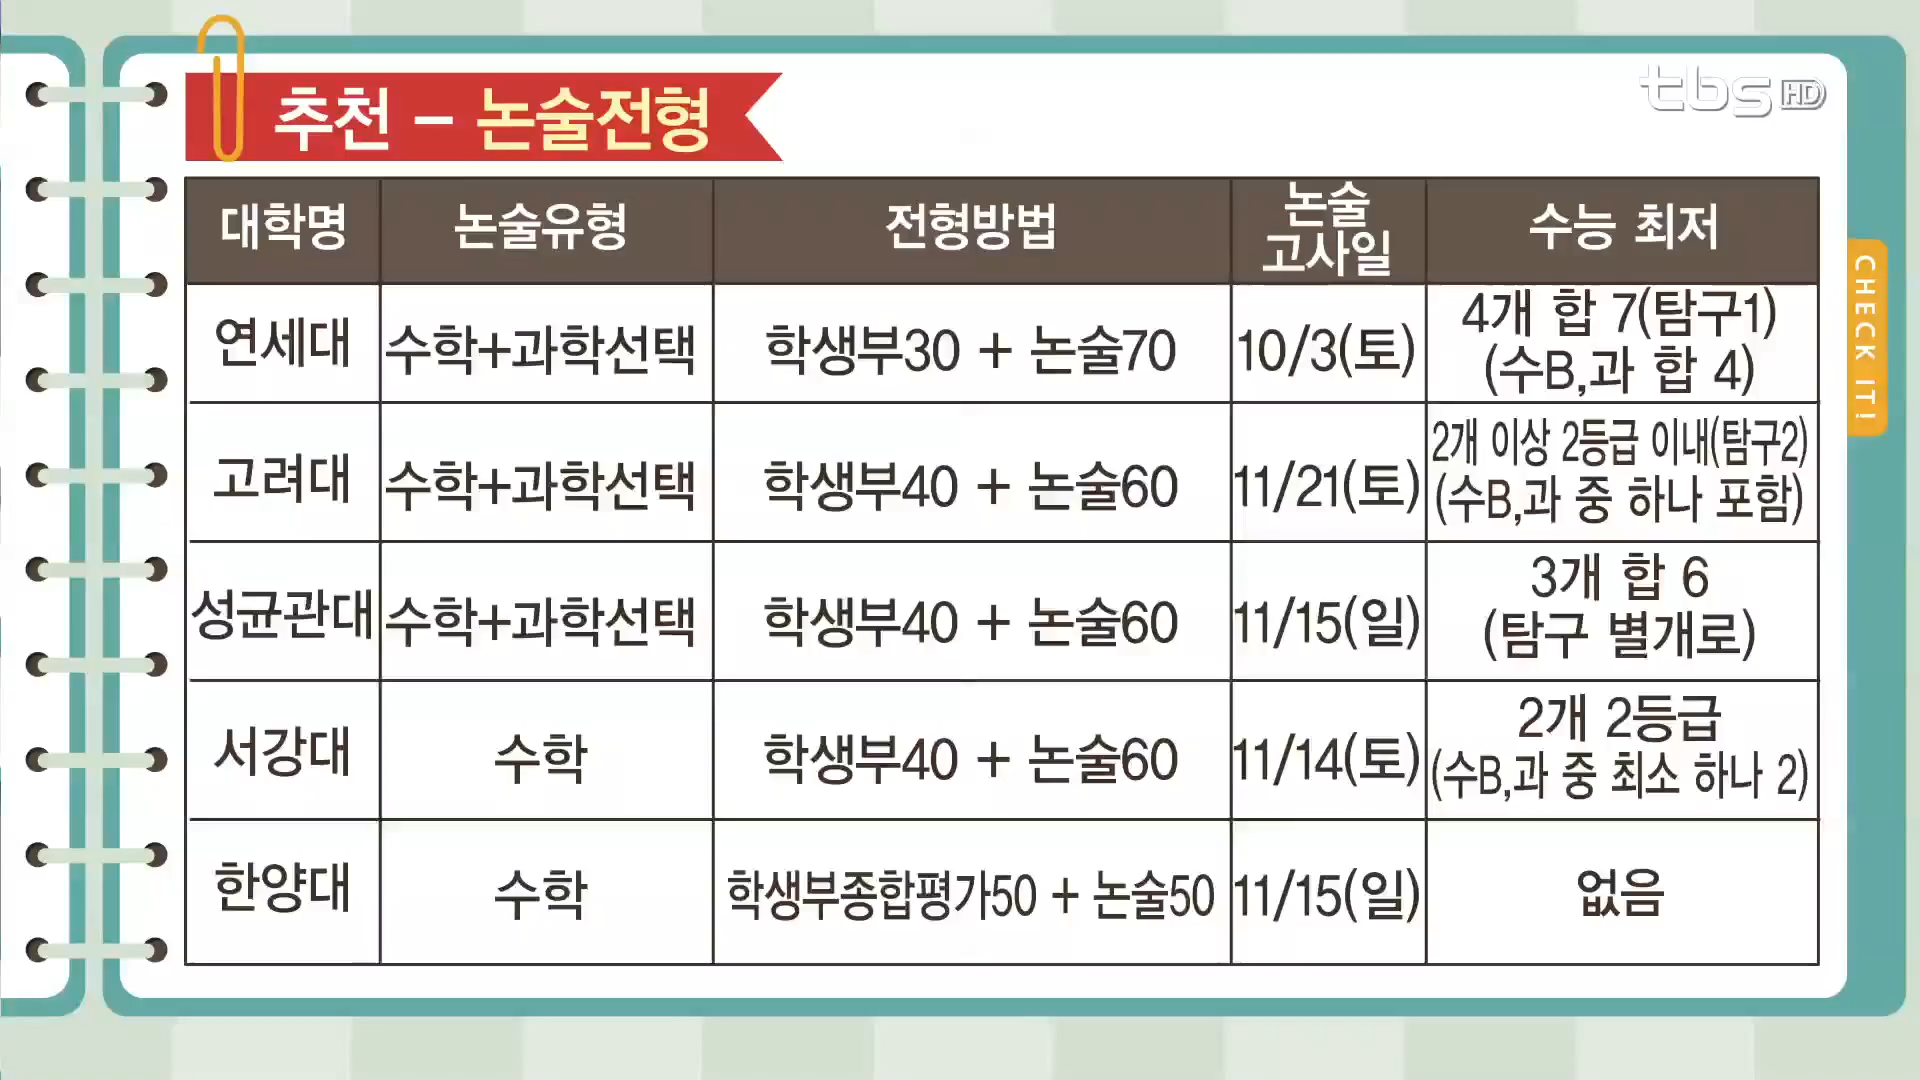 추천 – 논술전형
tbs HD
CHECK IT!
대학명 논술유형 전형방법 논술 고사일 수능 최저
연세대 수학+과학선택 학생부30 + 논술70 10/3(토) 4개 합 7(탐구1)
(수B,과 합 4)
고려대 수학+과학선택 학생부40 + 논술60 11/21(토) 2개 이상 2등급 이내(탐구2)
(수B,과 중 하나 포함)
성균관대 수학+과학선택 학생부40 + 논술60 11/15(일) 3개 합 6
(탐구 별개로)
서강대 수학 학생부40 + 논술60 11/14(토) 2개 2등급
(수B,과 중 최소 하나 2)
한양대 수학 학생부종합평가50 + 논술50 11/15(일) 없음